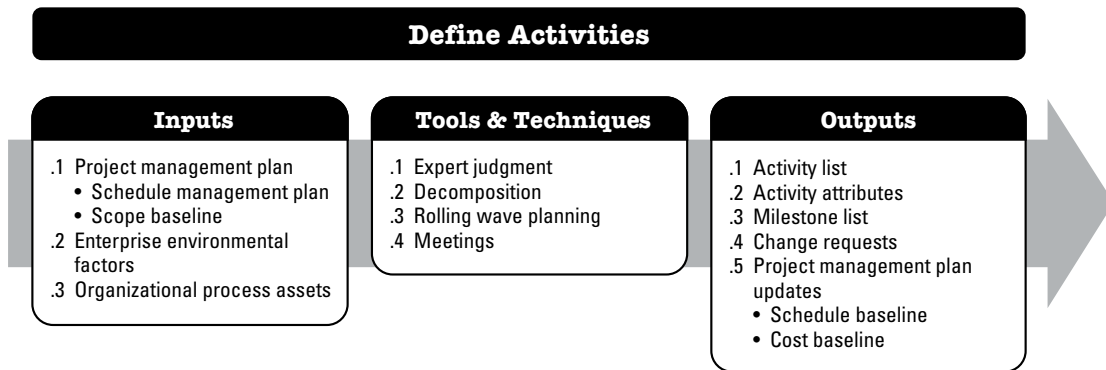 Define Activities
Inputs
.1 Project management plan
• Schedule management plan
• Scope baseline
.2 Enterprise environmental
factors
.3 Organizational process assets
Tools & Techniques
.1 Expert judgment
.2 Decomposition
.3 Rolling wave planning
.4 Meetings
Outputs
.1 Activity list
.2 Activity attributes
.3 Milestone list
.4 Change requests
.5 Project management plan
updates
• Schedule baseline
• Cost baseline